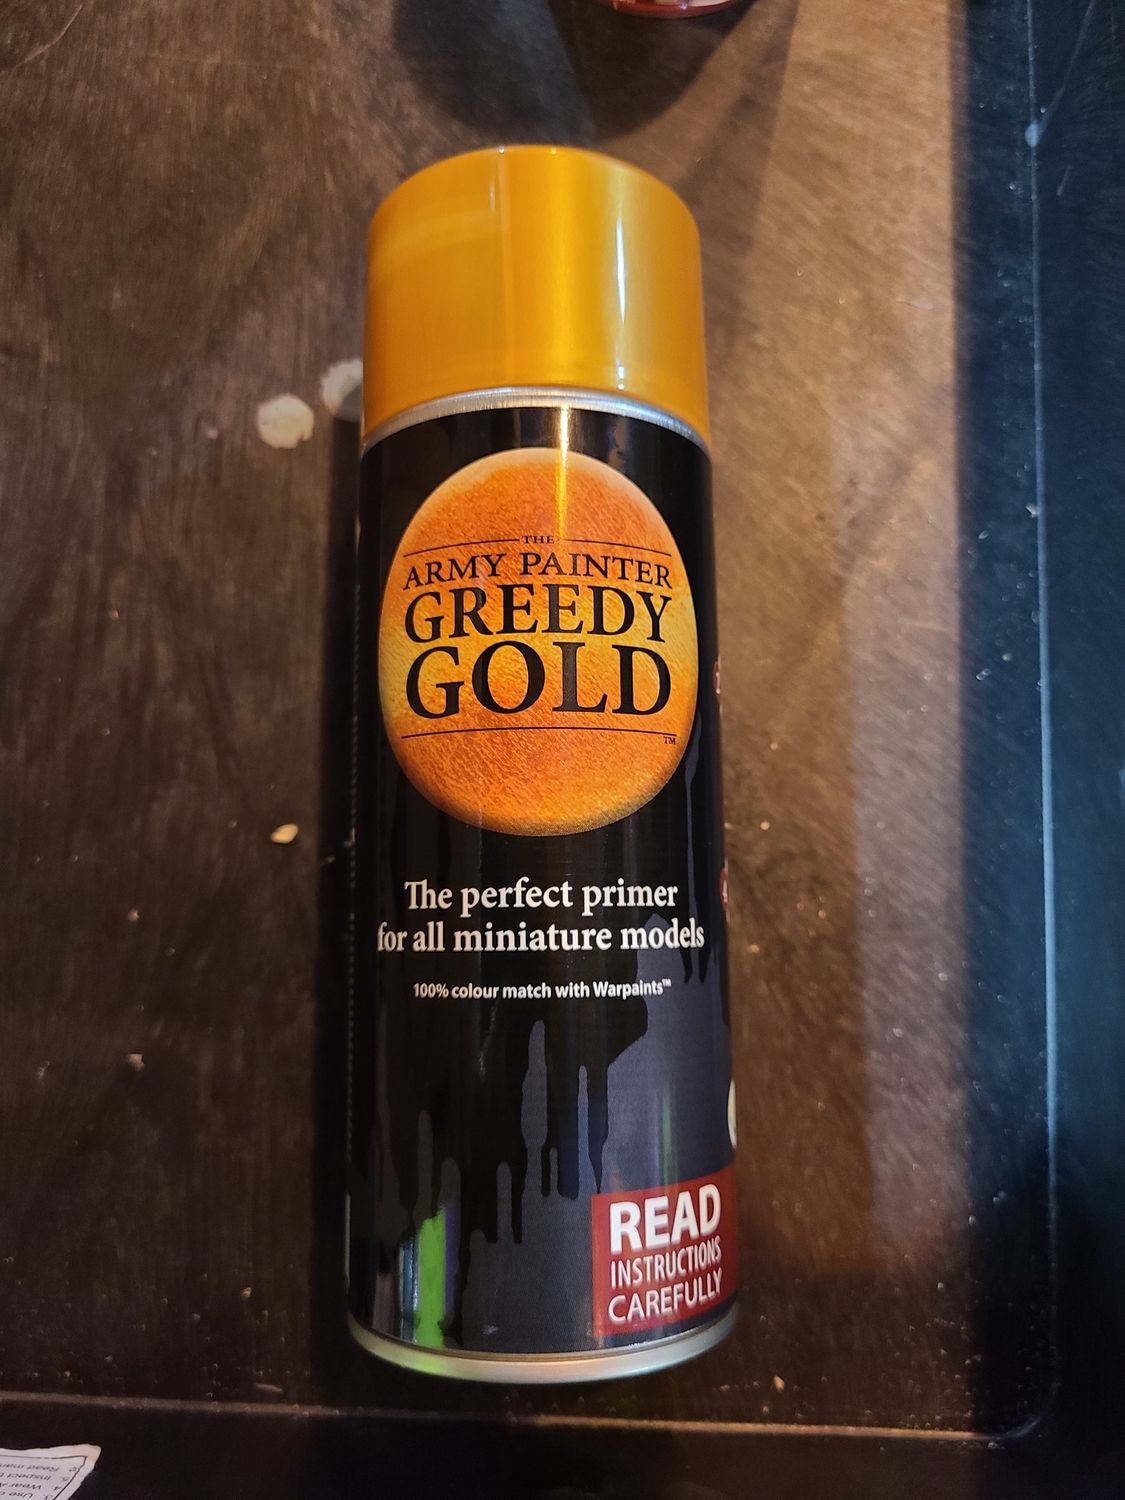 THE
ARMY PAINTER
GREEDY
GOLD
TM
The perfect primer
for all miniature models
100% colour match with Warpaints™
READ
INSTRUCTIONS
CAREFULLY